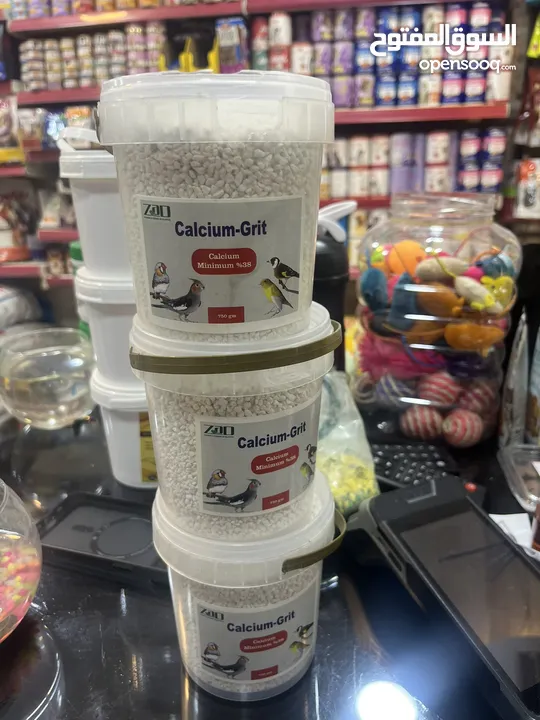 السوق المفتوح
opensooq.com
ZAD
Calcium-Grit
Calcium
Minimum %38
750 gm
ZAD
Calcium-Grit
Calcium
Minimum %38
750 gm
ZAD
Calcium-Grit
Calcium
Minimum %38